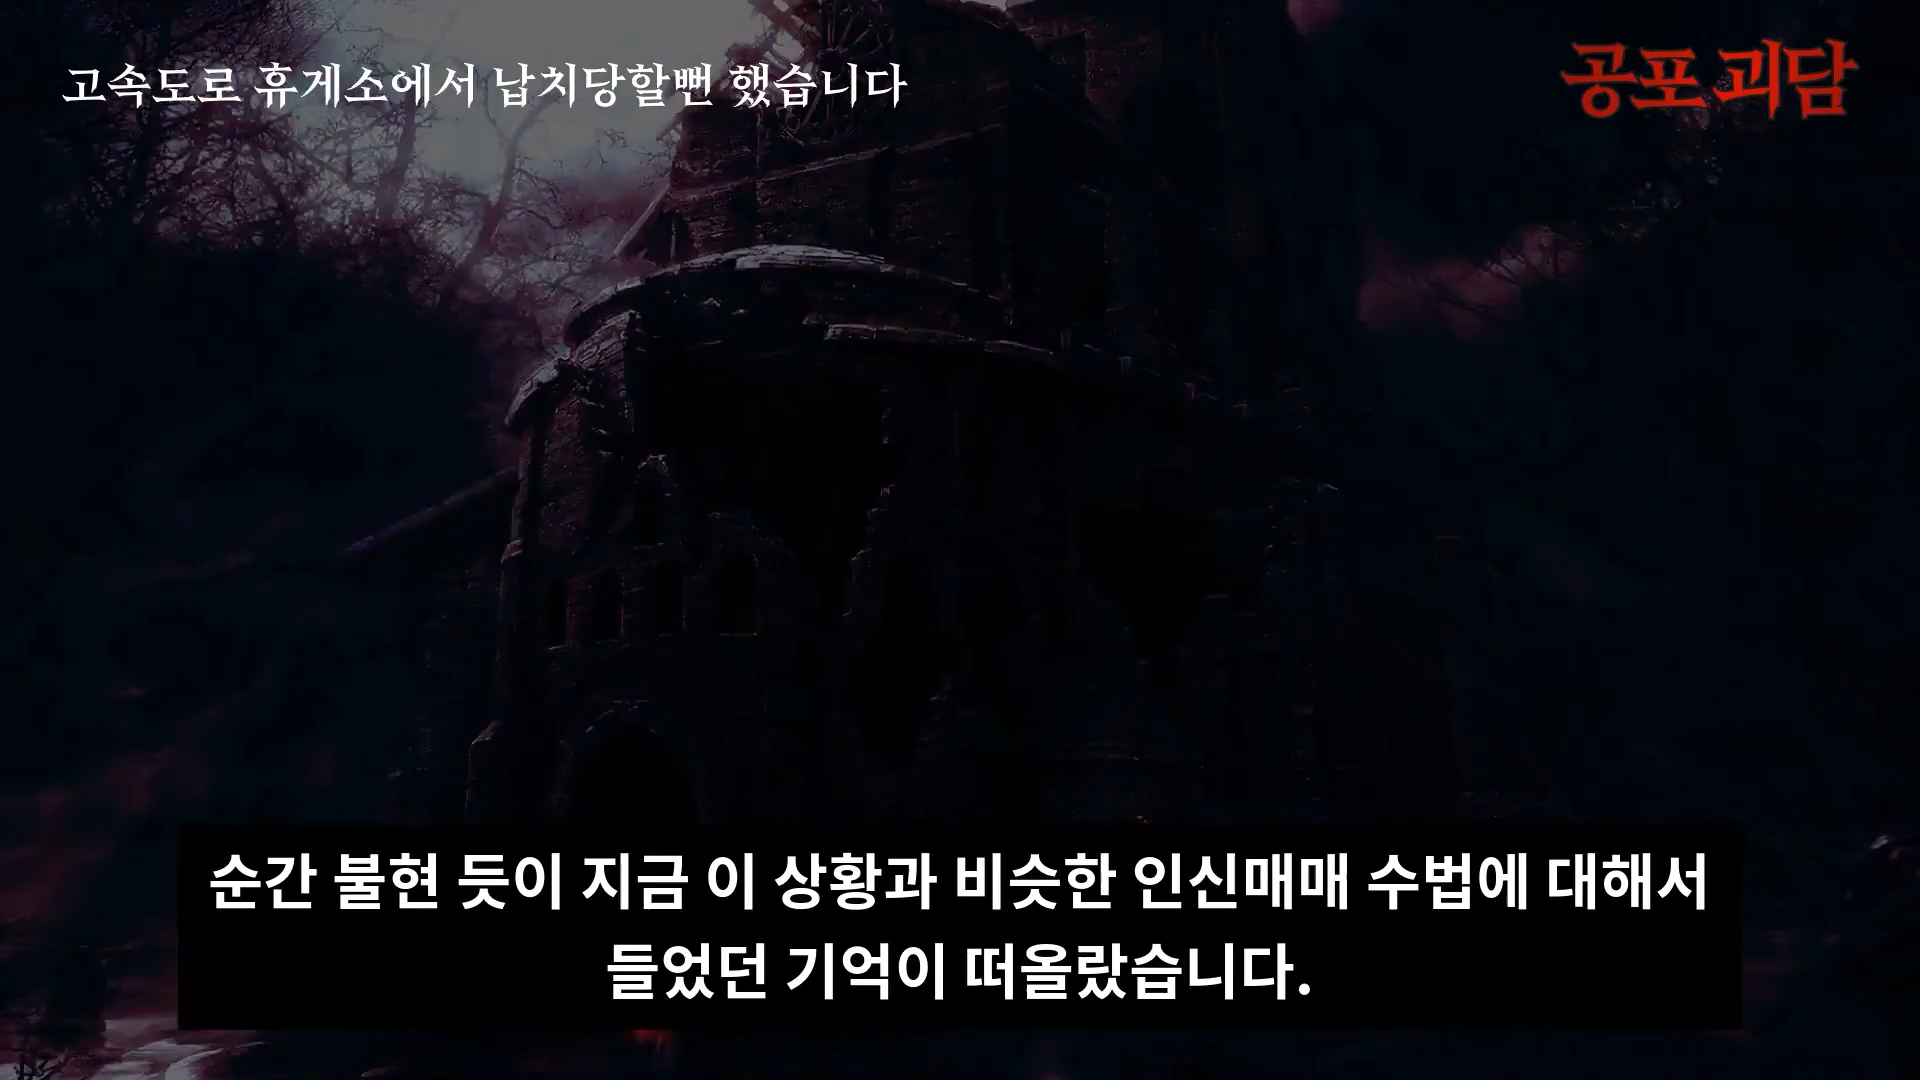 고속도로 휴게소에서 납치당할뻔 했습니다
공포 괴담
순간 불현 듯이 지금 이 상황과 비슷한 인신매매 수법에 대해서
들었던 기억이 떠올랐습니다.